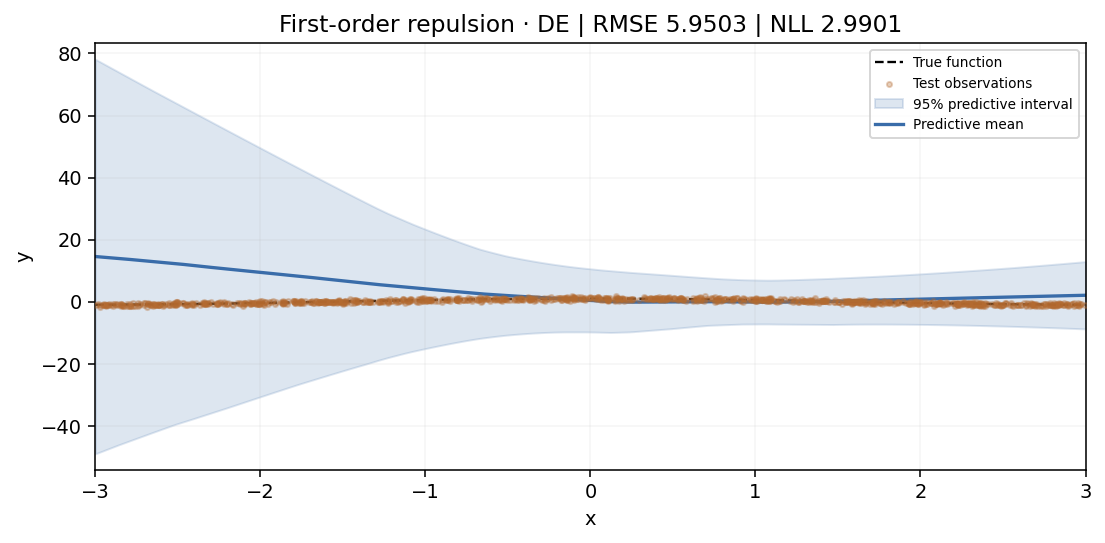 First-order repulsion · DE | RMSE 5.9503 | NLL 2.9901
True function
Test observations
95% predictive interval
Predictive mean
80
60
40
20
0
−20
−40
y
−3
−2
−1
0
1
2
3
x